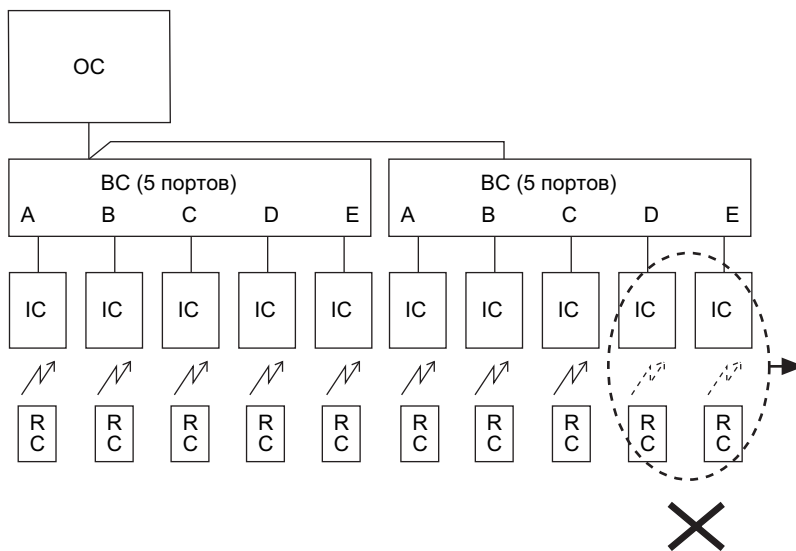 OC
BC (5 портов)
A B C D E
BC (5 портов)
A B C D E
IC IC IC IC IC IC IC IC IC IC
R R R R R R R R R R
C C C C C C C C C C